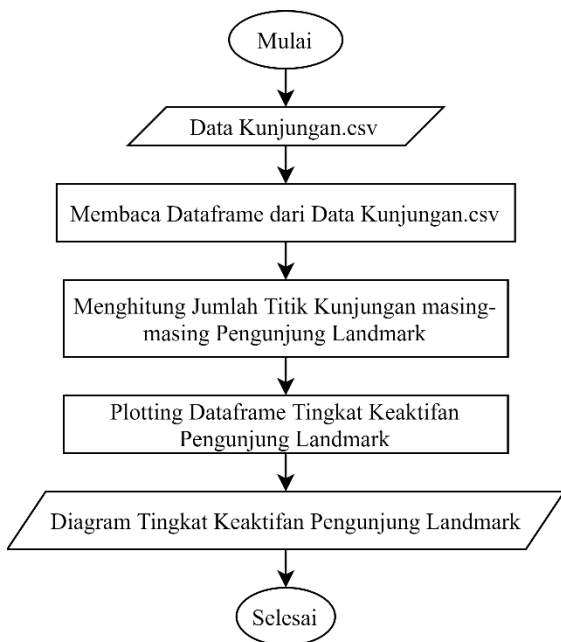 Mulai
Data Kunjungan.csv
Membaca Dataframe dari Data Kunjungan.csv
Menghitung Jumlah Titik Kunjungan masing-
masing Pengunjung Landmark
Plotting Dataframe Tingkat Keaktifan
Pengunjung Landmark
Diagram Tingkat Keaktifan Pengunjung Landmark
Selesai